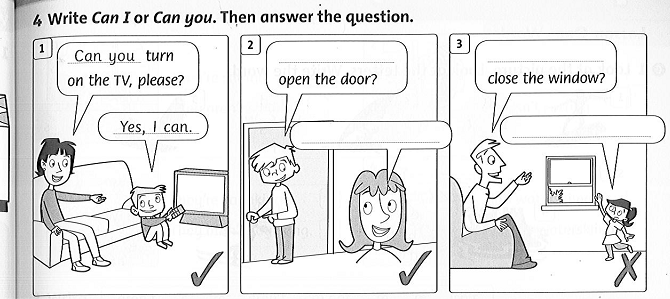 4 Write Can I or Can you. Then answer the question.
1
Can you turn
on the TV, please?
Yes, I can.
2
open the door?
3
close the window?